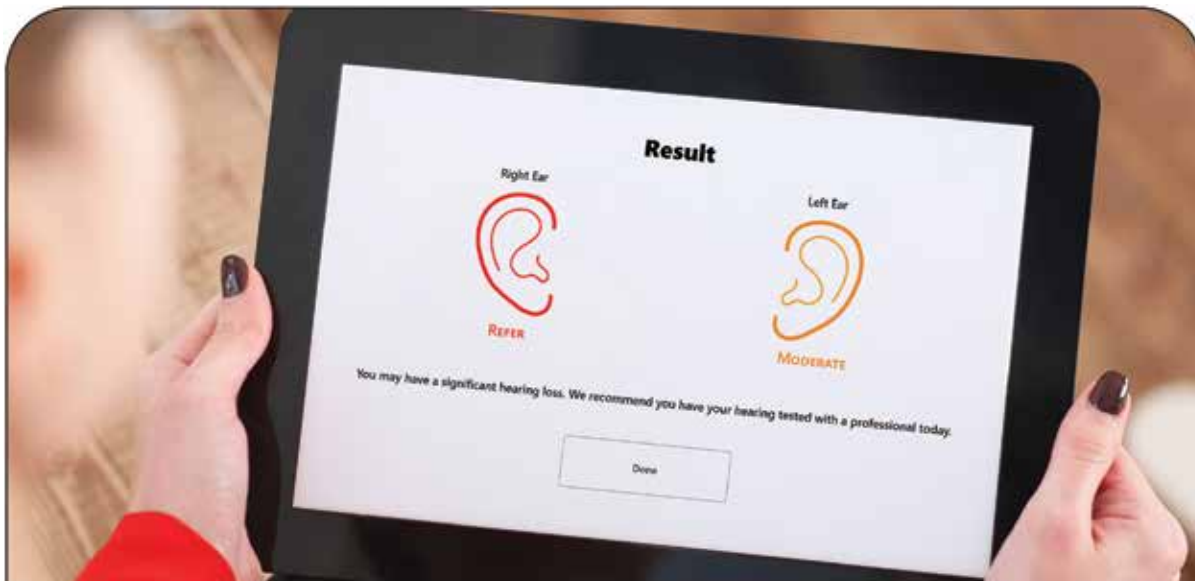 Result
Right Ear
Left Ear
REFER
MODERATE
You may have a significant hearing loss. We recommend you have your hearing tested with a professional today.
Done